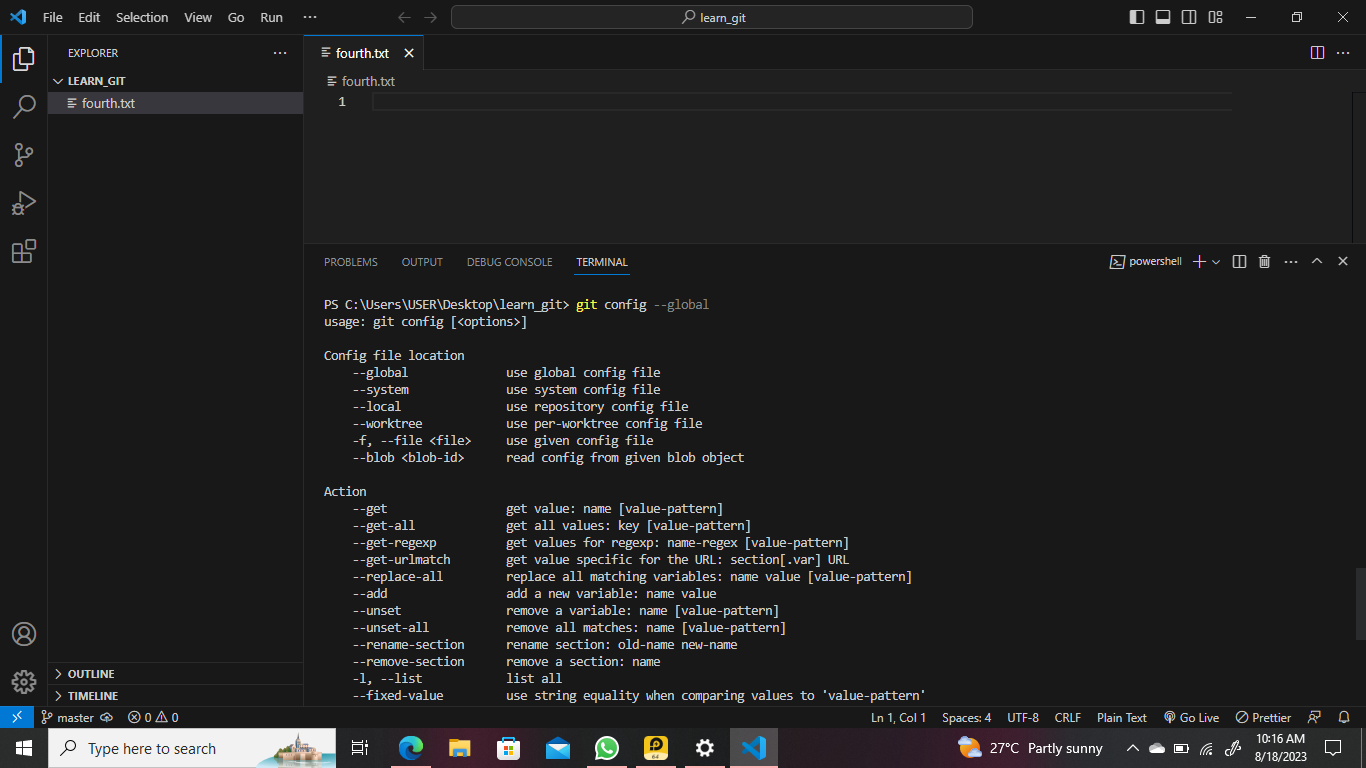 File Edit Selection View Go Run ···
learn_git
EXPLORER ···
LEARN_GIT
fourth.txt
OUTLINE
TIMELINE
fourth.txt
fourth.txt
1
PROBLEMS OUTPUT DEBUG CONSOLE TERMINAL
powershell
PS C:\Users\USER\Desktop\learn_git> git config --global
usage: git config [<options>]
Config file location
--global use global config file
--system use system config file
--local use repository config file
--worktree use per-worktree config file
-f, --file <file> use given config file
--blob <blob-id> read config from given blob object
Action
--get get value: name [value-pattern]
--get-all get all values: key [value-pattern]
--get-regexp get values for regexp: name-regex [value-pattern]
--get-urlmatch get value specific for the URL: section[.var] URL
--replace-all replace all matching variables: name value [value-pattern]
--add add a new variable: name value
--unset remove a variable: name [value-pattern]
--unset-all remove all matches: name [value-pattern]
--rename-section rename section: old-name new-name
--remove-section remove a section: name
-l, --list list all
--fixed-value use string equality when comparing values to 'value-pattern'
master 0 0 Ln 1, Col 1 Spaces: 4 UTF-8 CRLF Plain Text Go Live Prettier
Type here to search
27°C Partly sunny
10:16 AM
8/18/2023